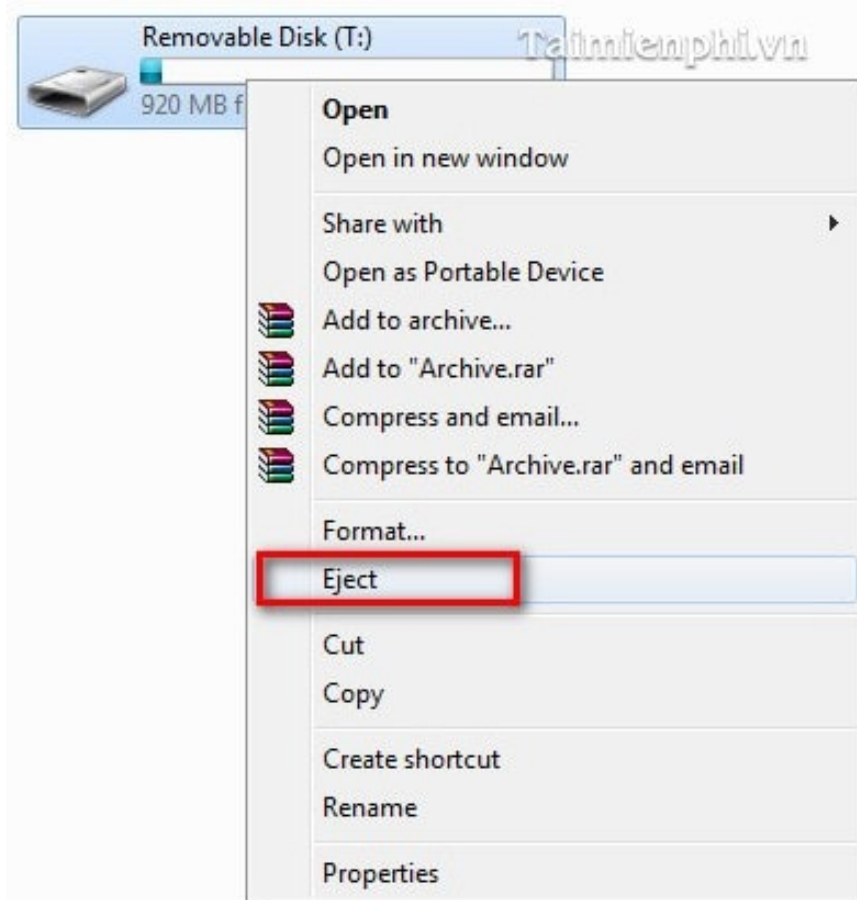 Removable Disk (T:)
Taimienphi.vn
920 MB f
Open
Open in new window
Share with
Open as Portable Device
Add to archive...
Add to "Archive.rar"
Compress and email...
Compress to "Archive.rar" and email
Format...
Eject
Cut
Copy
Create shortcut
Rename
Properties